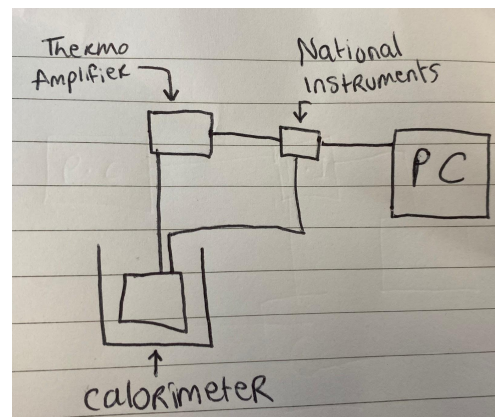 Thermo
Amplifier
National
Instruments
PC
Calorimeter